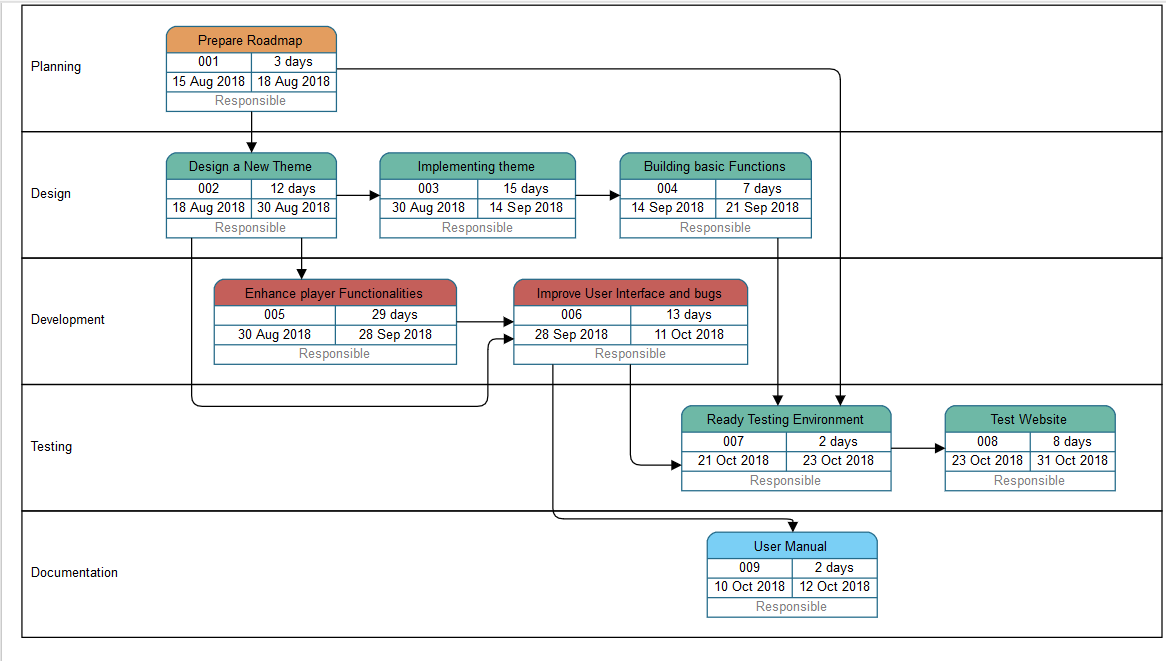 Planning
Prepare Roadmap
001 3 days
15 Aug 2018 18 Aug 2018
Responsible
Design
Design a New Theme
002 12 days
18 Aug 2018 30 Aug 2018
Responsible
Implementing theme
003 15 days
30 Aug 2018 14 Sep 2018
Responsible
Building basic Functions
004 7 days
14 Sep 2018 21 Sep 2018
Responsible
Development
Enhance player Functionalities
005 29 days
30 Aug 2018 28 Sep 2018
Responsible
Improve User Interface and bugs
006 13 days
28 Sep 2018 11 Oct 2018
Responsible
Testing
Ready Testing Environment
007 2 days
21 Oct 2018 23 Oct 2018
Responsible
Test Website
008 8 days
23 Oct 2018 31 Oct 2018
Responsible
Documentation
User Manual
009 2 days
10 Oct 2018 12 Oct 2018
Responsible